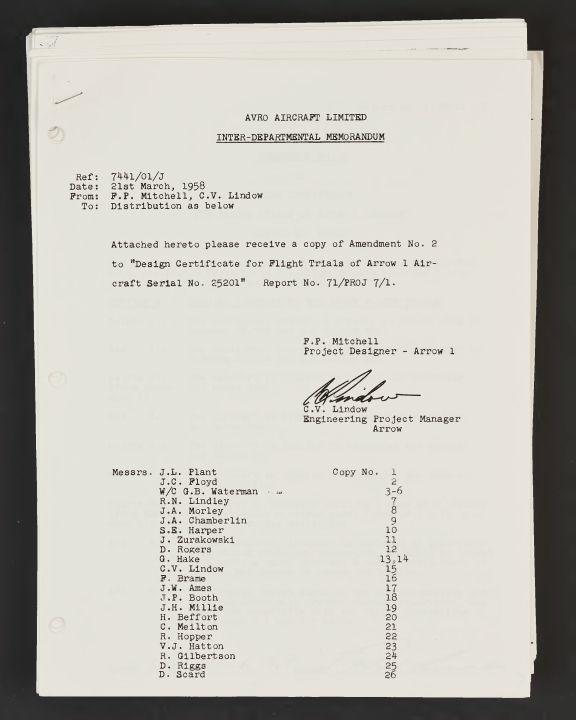 AVRO AIRCRAFT LIMITED
INTER-DEPARTMENTAL MEMORANDUM
Ref: 7441/01/J
Date: 21st March, 1958
From: F.P. Mitchell, C.V. Lindow
To: Distribution as below
Attached hereto please receive a copy of Amendment No. 2
to "Design Certificate for Flight Trials of Arrow 1 Air-
craft Serial No. 25201" Report No. 71/PROJ 7/1.
F.P. Mitchell
Project Designer - Arrow 1
C.V. Lindow
Engineering Project Manager
Arrow
Messrs. J.L. Plant Copy No. 1
J.C. Floyd 2
W/C G.B. Waterman 3-6
R.N. Lindley 7
J.A. Morley 8
J.A. Chamberlin 9
S.E. Harper 10
J. Zurakowski 11
D. Rogers 12
G. Hake 13,14
C.V. Lindow 15
F. Brame 16
J.W. Ames 17
J.P. Booth 18
J.H. Millie 19
H. Beffort 20
C. Meilton 21
R. Hopper 22
V.J. Hatton 23
R. Gilbertson 24
D. Riggs 25
D. Scard 26